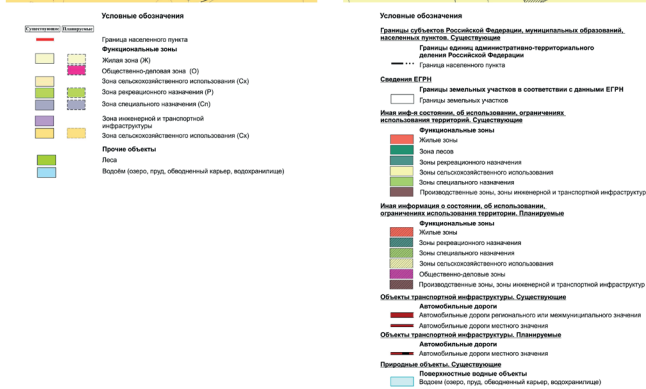 Условные обозначения
Существующие Планируемые
Граница населенного пункта
Функциональные зоны
Жилая зона (Ж)
Общественно-деловая зона (О)
Зона сельскохозяйственного использования (Сх)
Зона рекреационного назначения (Р)
Зона специального назначения (Сп)
Зона инженерной и транспортной
инфраструктуры
Зона сельскохозяйственного использования (Сх)
Прочие объекты
Леса
Водоём (озеро, пруд, обводненный карьер, водохранилище)
Условные обозначения
Границы субъектов Российской Федерации, муниципальных образований,
населенных пунктов. Существующие
Границы единиц административно-территориального
деления Российской Федерации
Граница населенного пункта
Сведения ЕГРН
Границы земельных участков в соответствии с данными ЕГРН
Границы земельных участков
Иная инф-я состоянии, об использовании, ограничениях
использования территорий. Существующие
Функциональные зоны
Жилые зоны
Зона лесов
Зоны рекреационного назначения
Зоны сельскохозяйственного использования
Зоны специального назначения
Производственные зоны, зоны инженерной и транспортной инфраструктур
Иная информация о состоянии, об использовании,
ограничениях использования территории. Планируемые
Функциональные зоны
Жилые зоны
Зоны рекреационного назначения
Зоны специального назначения
Зоны сельскохозяйственного использования
Общественно-деловые зоны
Производственные зоны, зоны инженерной и транспортной инфраструктур
Объекты транспортной инфраструктуры. Существующие
Автомобильные дороги
Автомобильные дороги регионального или межмуниципального значения
Автомобильные дороги местного значения
Объекты транспортной инфраструктуры. Планируемые
Автомобильные дороги
Автомобильные дороги местного значения
Природные объекты. Существующие
Поверхностные водные объекты
Водоем (озеро, пруд, обводненный карьер, водохранилище)